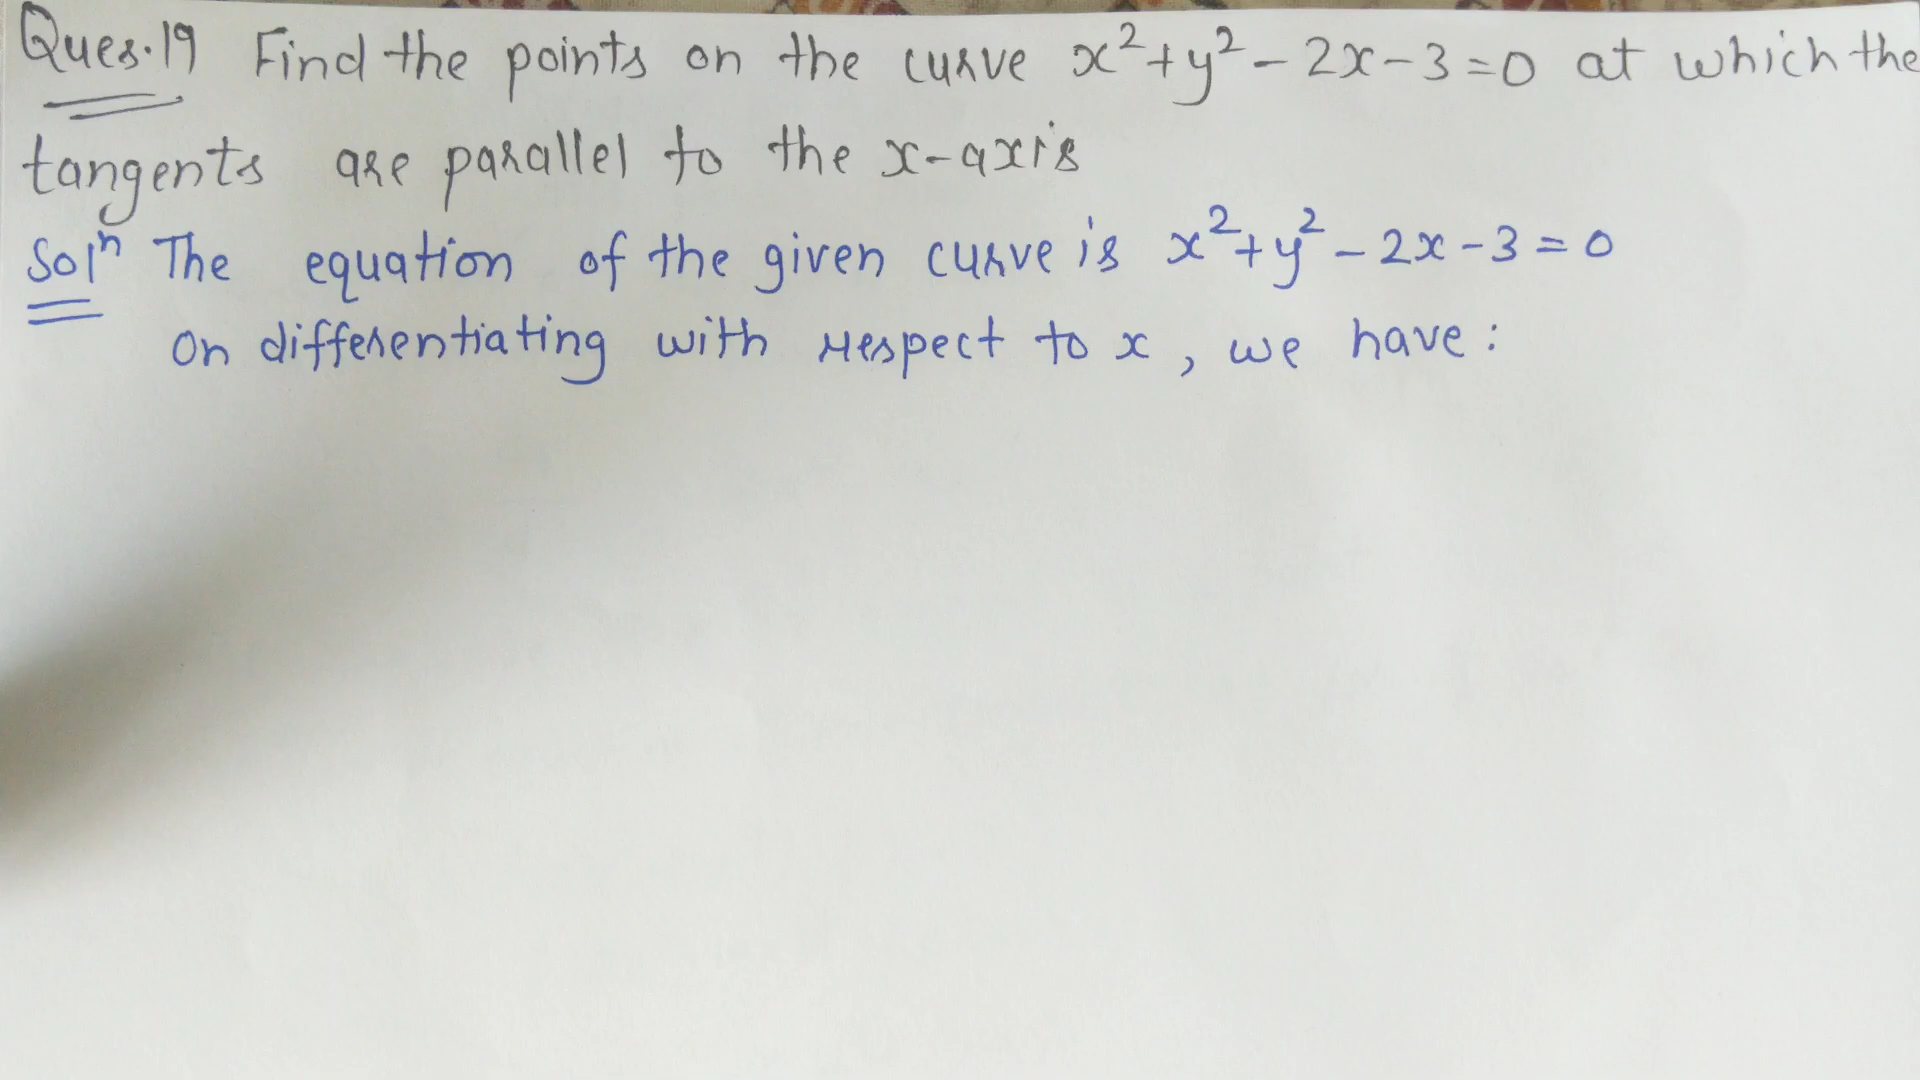 Ques.19 Find the points on the curve x²+y²-2x-3=0 at which the
tangents are parallel to the x-axis
Solⁿ The equation of the given curve is x²+y²-2x-3=0
On differentiating with respect to x, we have: